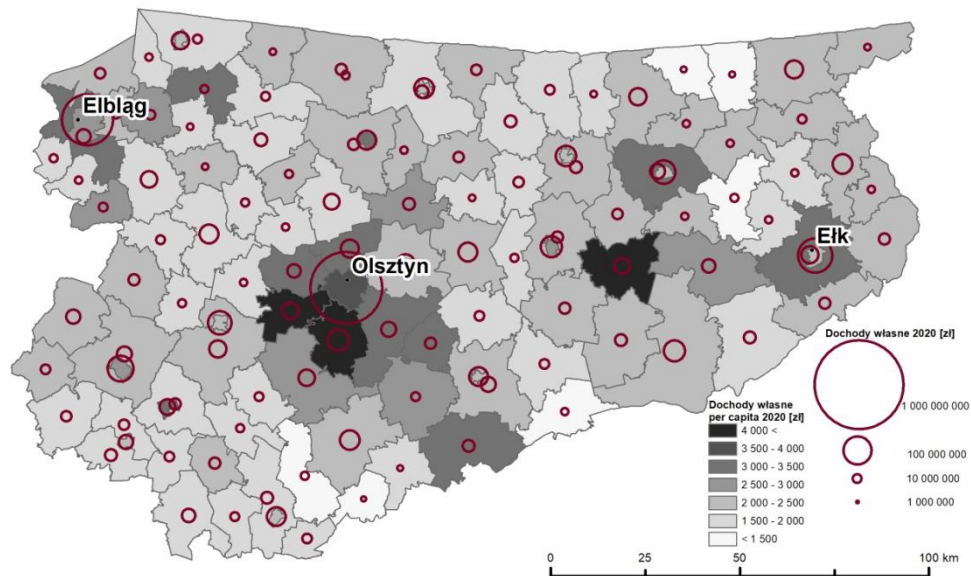 Elbląg
Olsztyn
Ełk
Dochody własne 2020 [zł]
1 000 000 000
100 000 000
10 000 000
1 000 000
Dochody własne
per capita 2020 [zł]
4 000 <
3 500 - 4 000
3 000 - 3 500
2 500 - 3 000
2 000 - 2 500
1 500 - 2 000
< 1 500
0 25 50 100 km